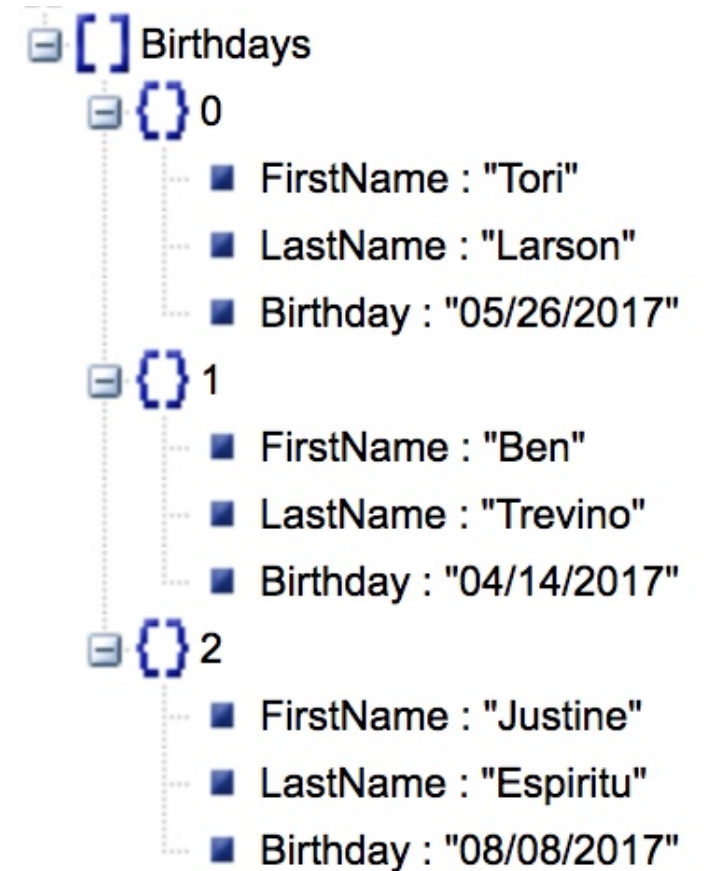 [] Birthdays
{} 0
FirstName : "Tori"
LastName : "Larson"
Birthday : "05/26/2017"
{} 1
FirstName : "Ben"
LastName : "Trevino"
Birthday : "04/14/2017"
{} 2
FirstName : "Justine"
LastName : "Espiritu"
Birthday : "08/08/2017"